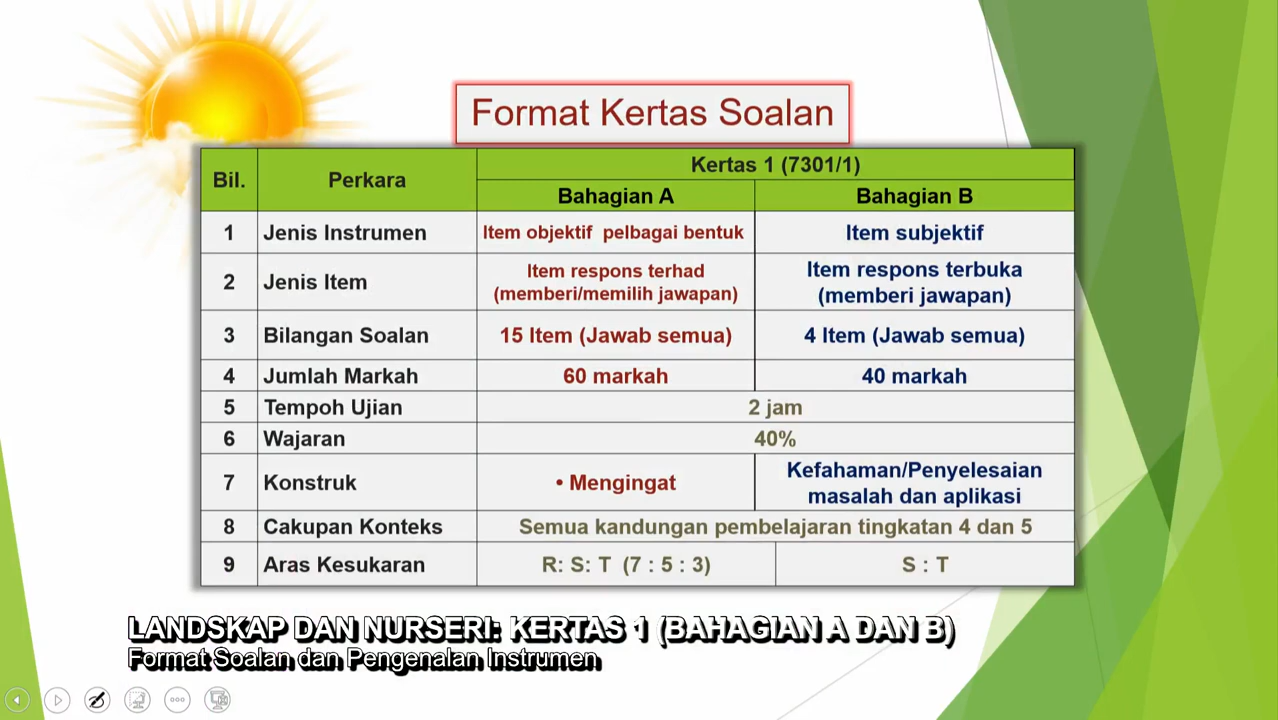 Format Kertas Soalan
Bil. Perkara Kertas 1 (7301/1)
Bahagian A Bahagian B
1 Jenis Instrumen Item objektif pelbagai bentuk Item subjektif
2 Jenis Item Item respons terhad (memberi/memilih jawapan) Item respons terbuka (memberi jawapan)
3 Bilangan Soalan 15 Item (Jawab semua) 4 Item (Jawab semua)
4 Jumlah Markah 60 markah 40 markah
5 Tempoh Ujian 2 jam
6 Wajaran 40%
7 Konstruk • Mengingat Kefahaman/Penyelesaian masalah dan aplikasi
8 Cakupan Konteks Semua kandungan pembelajaran tingkatan 4 dan 5
9 Aras Kesukaran R: S: T (7 : 5 : 3) S : T
LANDSKAP DAN NURSERI: KERTAS 1 (BAHAGIAN A DAN B)
Format Soalan dan Pengenalan Instrumen